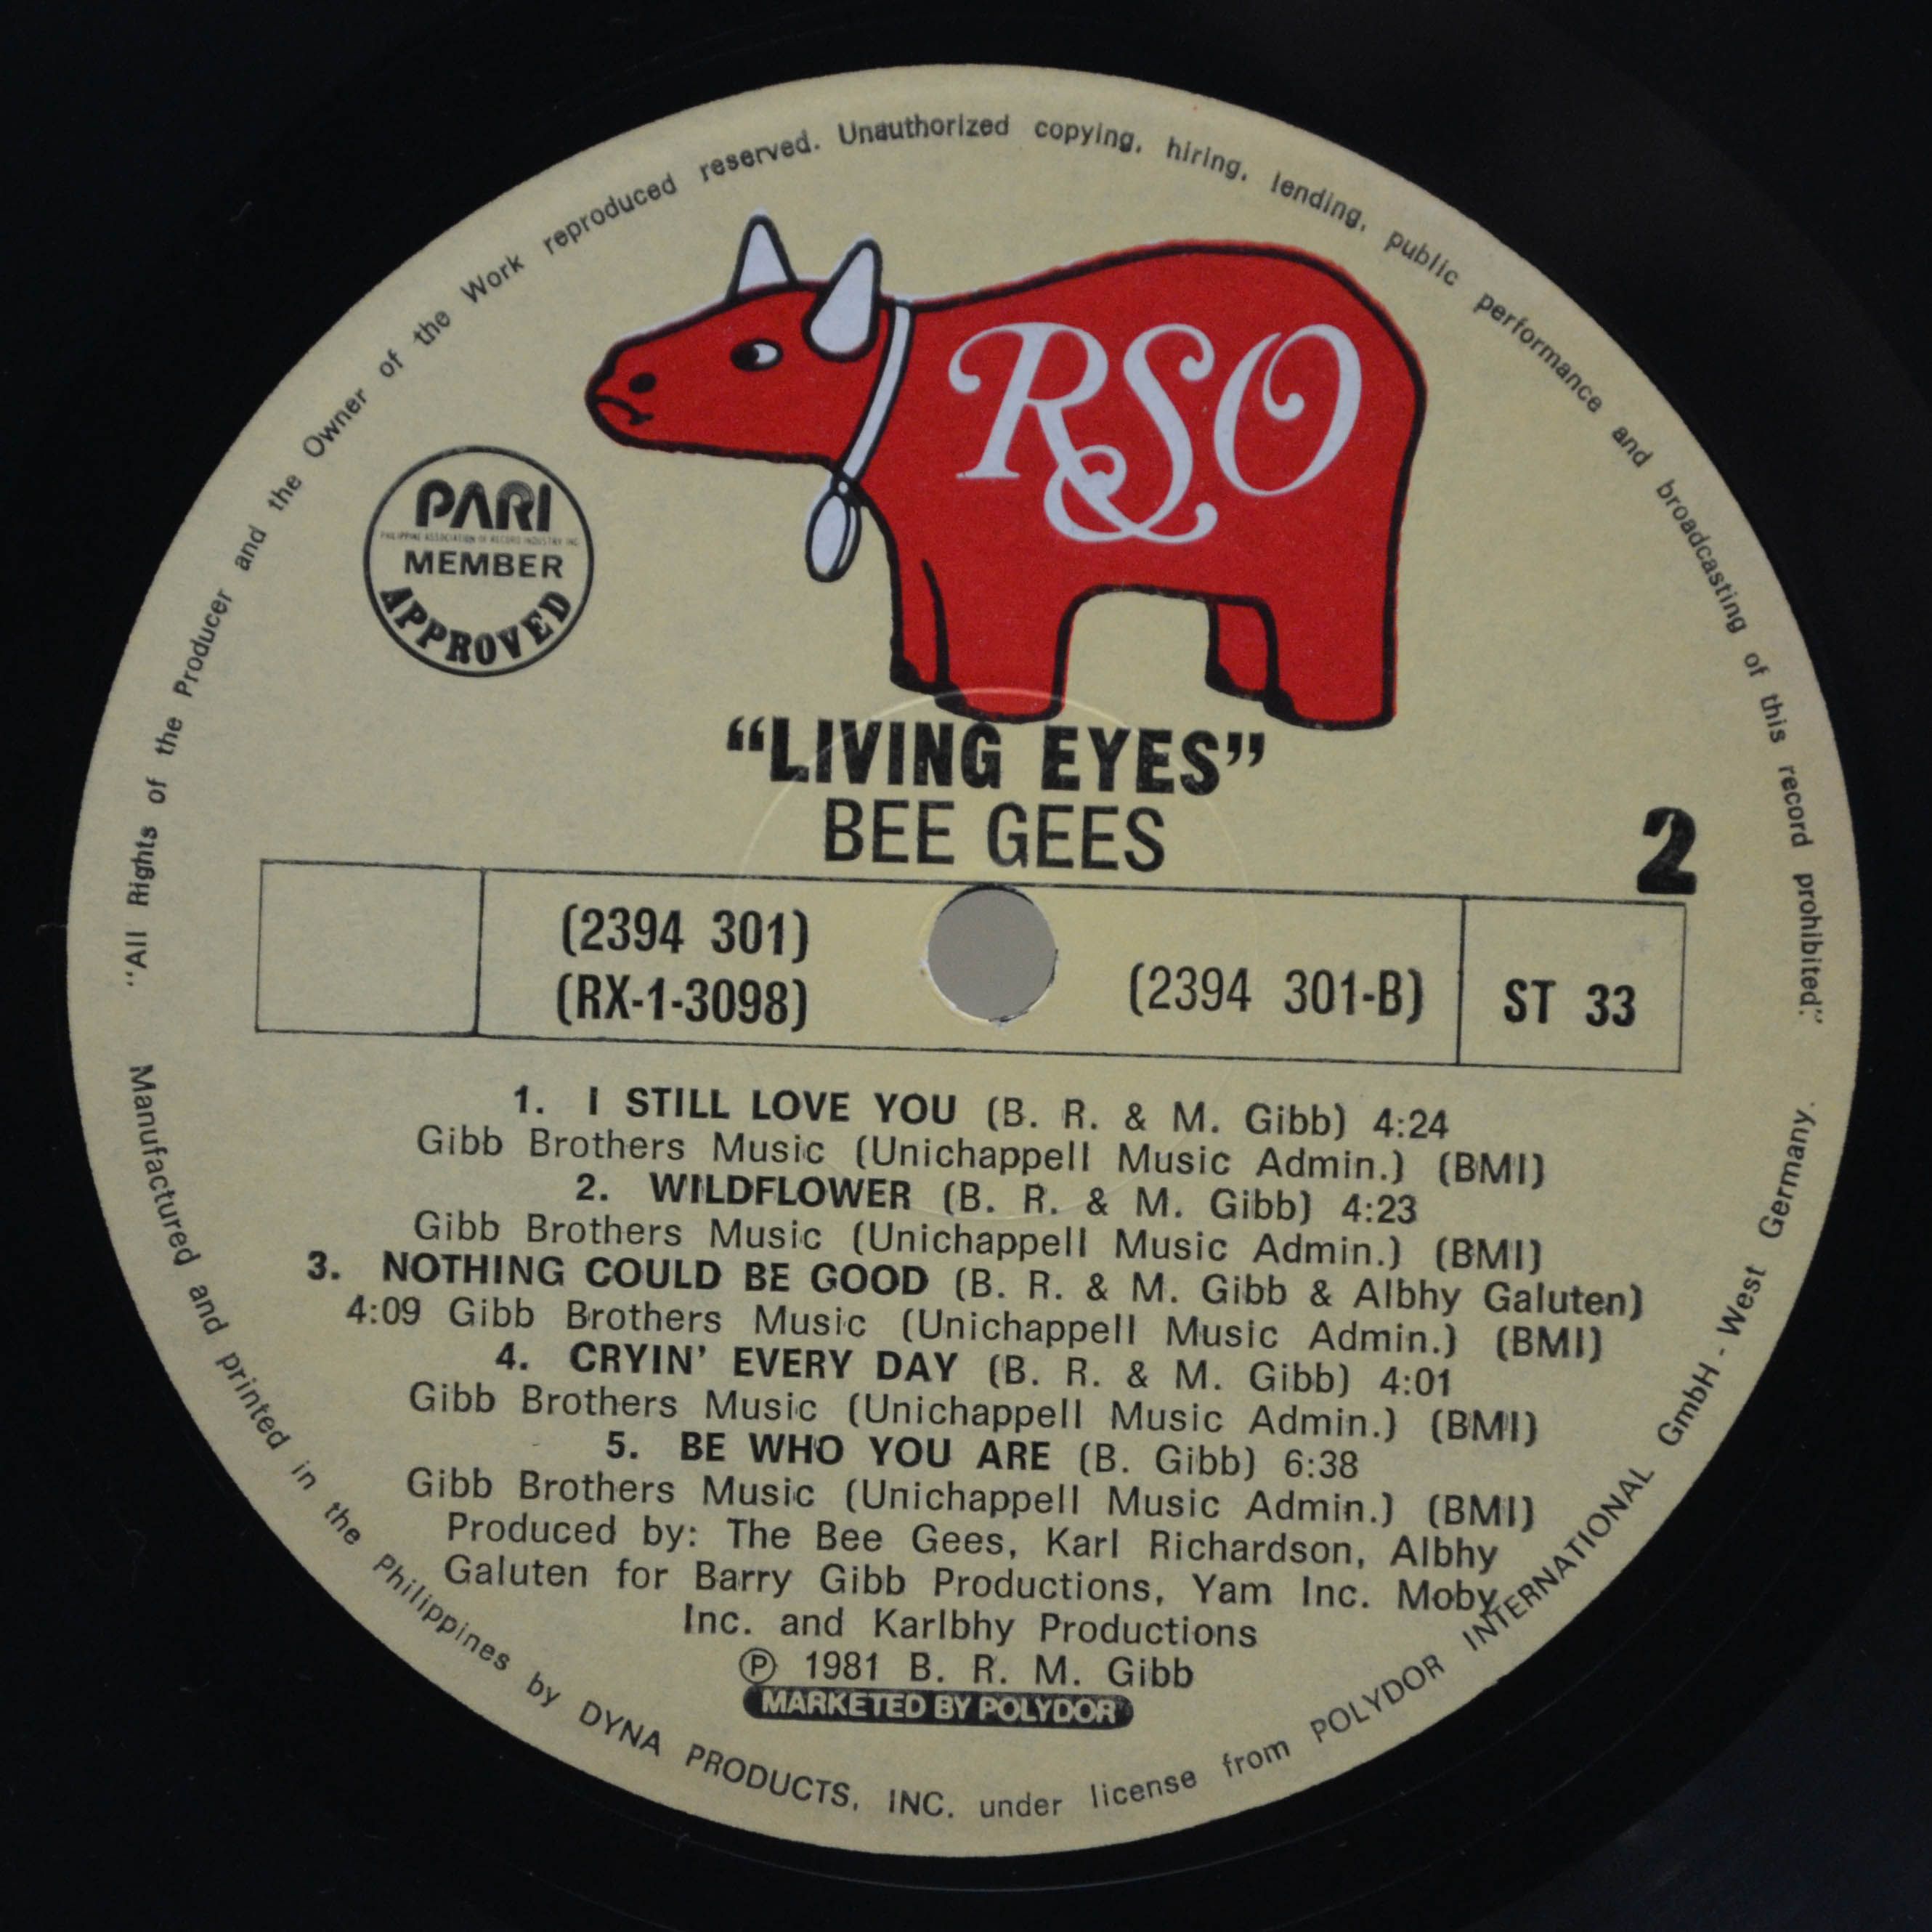 "All Rights of the Producer and the Owner of the Work reproduced reserved. Unauthorized copying, hiring, lending, public performance and broadcasting of this record prohibited."
RSO
PARI
PHILIPPINE ASSOCIATION OF RECORD INDUSTRY INC.
MEMBER
APPROVED
“LIVING EYES”
BEE GEES
2
(2394 301)
(RX-1-3098)
(2394 301-B)
ST 33
1. I STILL LOVE YOU (B. R. & M. Gibb) 4:24
Gibb Brothers Music (Unichappell Music Admin.) (BMI)
2. WILDFLOWER (B. R. & M. Gibb) 4:23
Gibb Brothers Music (Unichappell Music Admin.) (BMI)
3. NOTHING COULD BE GOOD (B. R. & M. Gibb & Albhy Galuten)
4:09 Gibb Brothers Music (Unichappell Music Admin.) (BMI)
4. CRYIN’ EVERY DAY (B. R. & M. Gibb) 4:01
Gibb Brothers Music (Unichappell Music Admin.) (BMI)
5. BE WHO YOU ARE (B. Gibb) 6:38
Gibb Brothers Music (Unichappell Music Admin.) (BMI)
Produced by: The Bee Gees, Karl Richardson, Albhy
Galuten for Barry Gibb Productions, Yam Inc. Moby
Inc. and Karlbhy Productions
℗ 1981 B. R. M. Gibb
MARKETED BY POLYDOR
Manufactured and printed in the Philippines by DYNA PRODUCTS, INC. under license from POLYDOR INTERNATIONAL GmbH - West Germany.